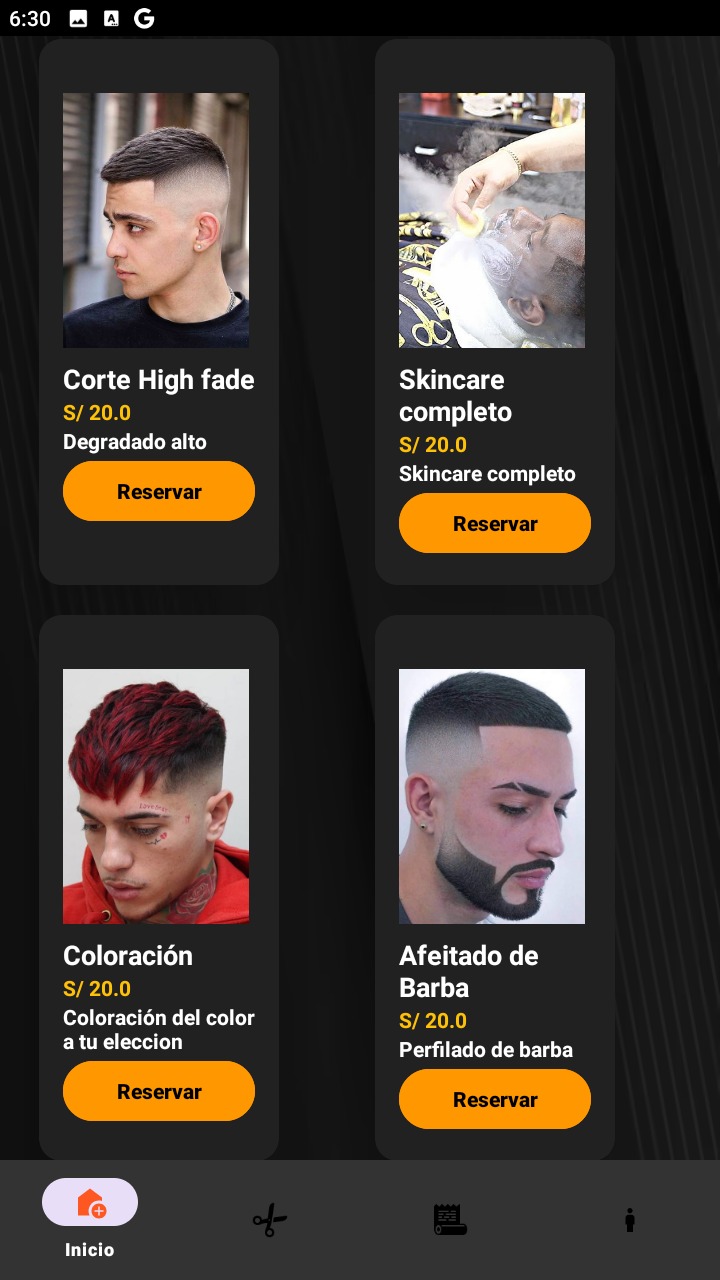 6:30
Corte High fade
S/ 20.0
Degradado alto
Reservar
Skincare
completo
S/ 20.0
Skincare completo
Reservar
Coloración
S/ 20.0
Coloración del color
a tu eleccion
Reservar
Afeitado de
Barba
S/ 20.0
Perfilado de barba
Reservar
Inicio